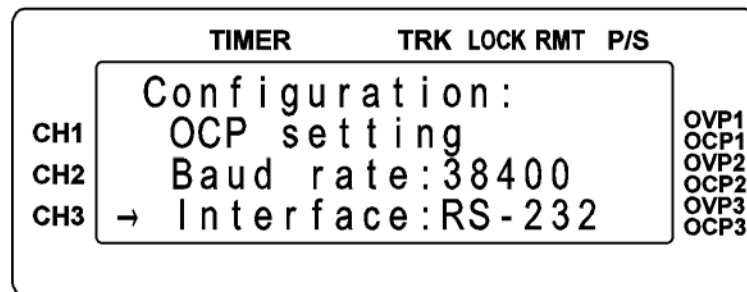 TIMER TRK LOCK RMT P/S
Configuration:
CH1 OCP setting OVP1
OCP1
CH2 Baud rate:38400 OVP2
OCP2
CH3 → Interface:RS-232 OVP3
OCP3